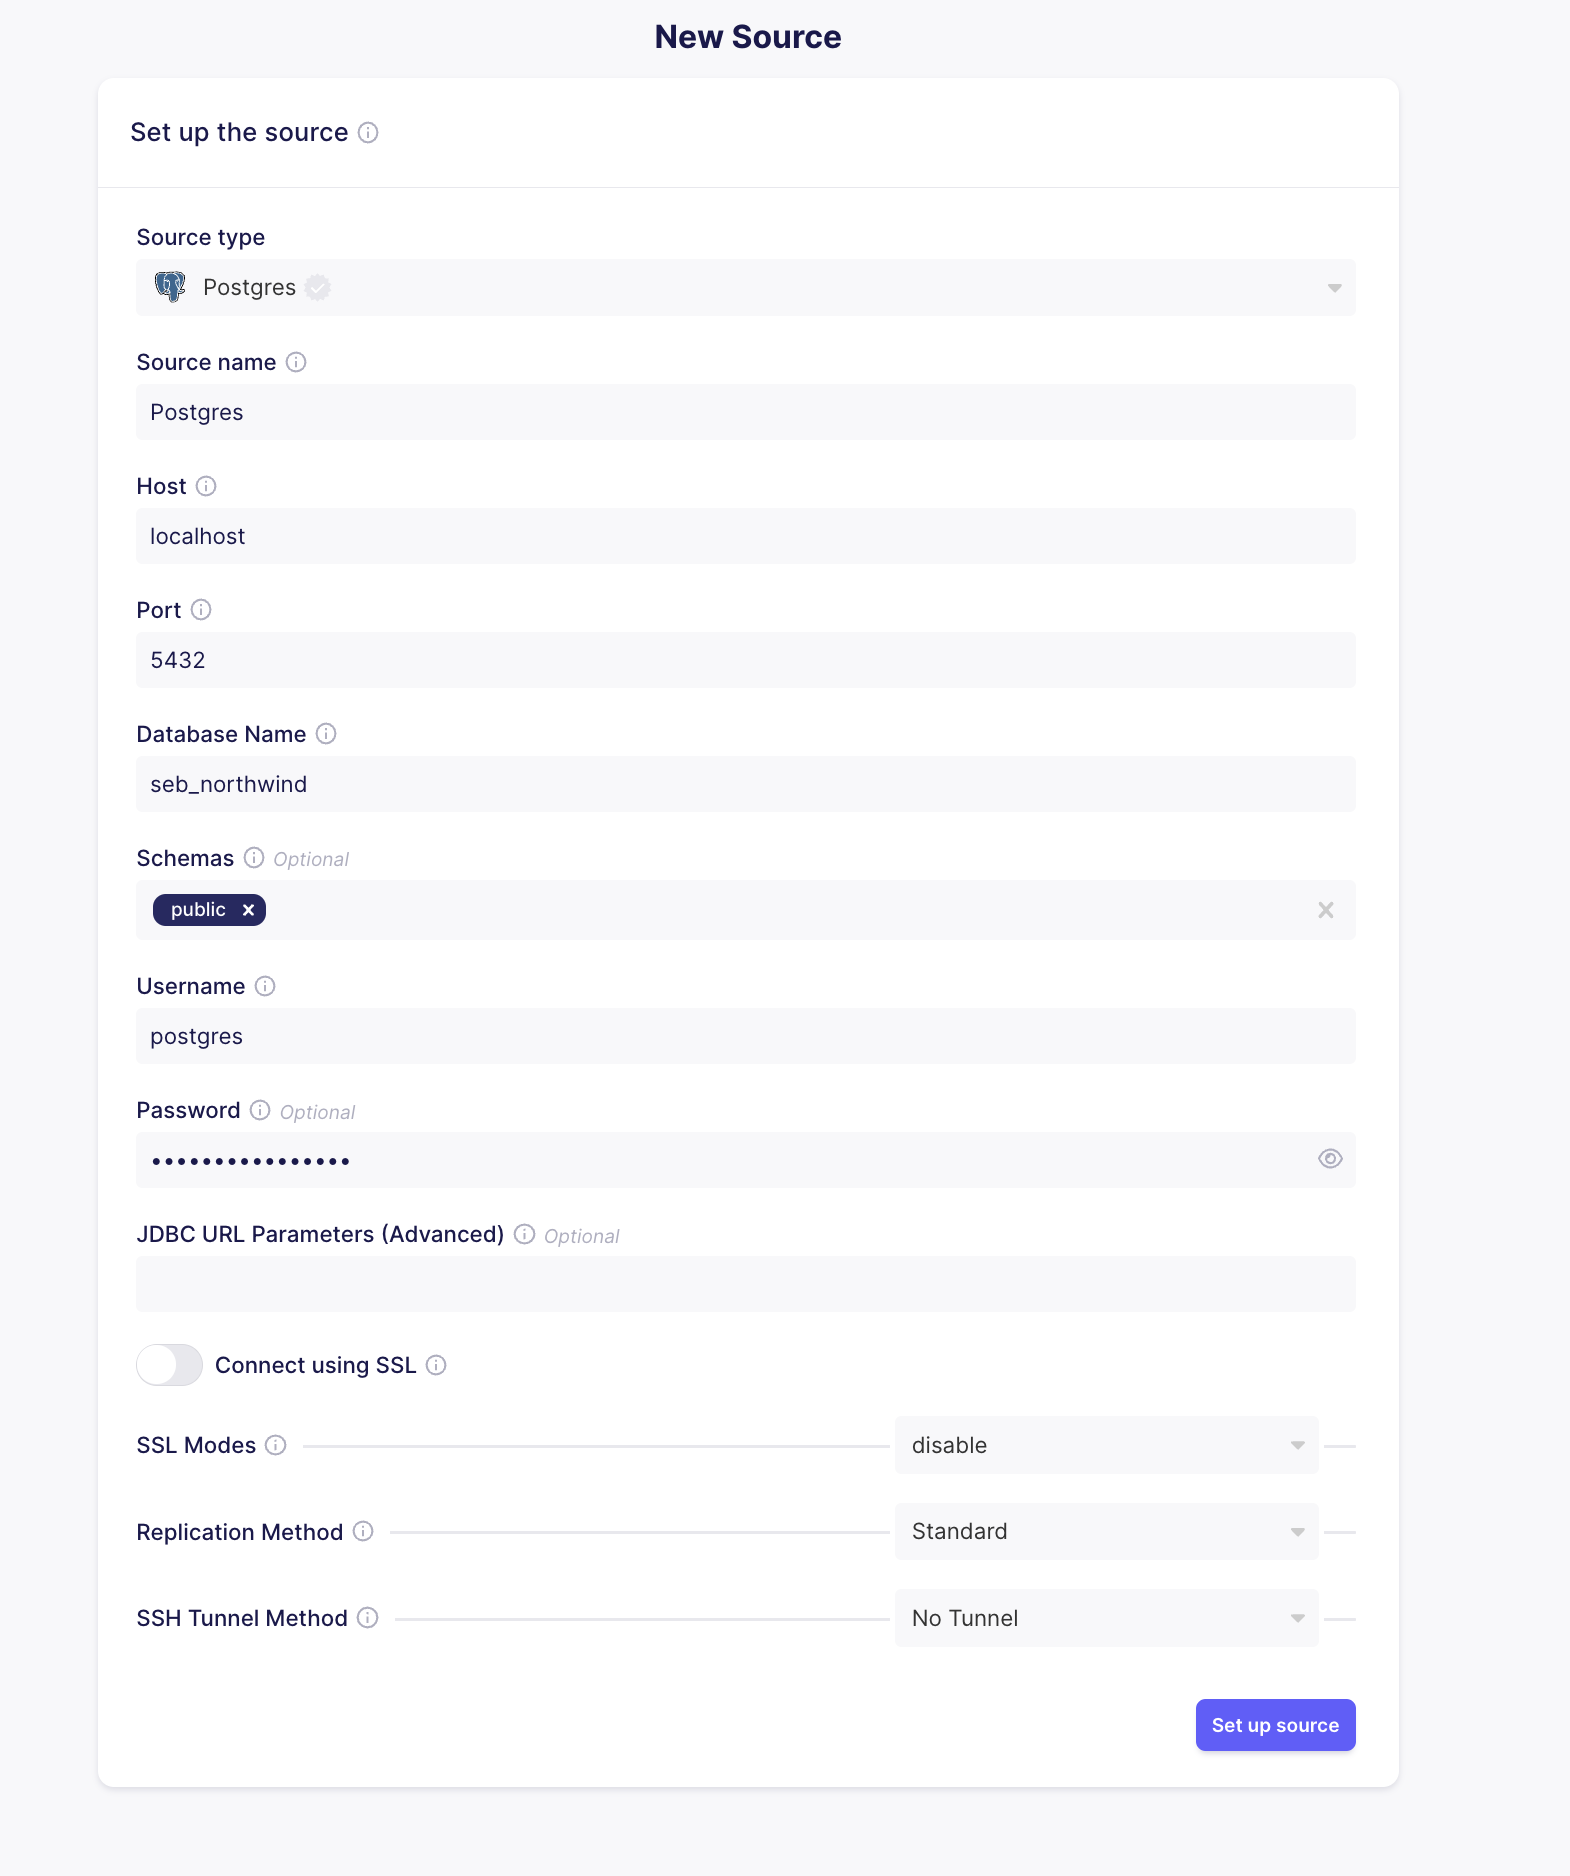 New Source
Set up the source
Source type
Postgres
Source name
Postgres
Host
localhost
Port
5432
Database Name
seb_northwind
Schemas Optional
public
Username
postgres
Password Optional
••••••••••••••••
JDBC URL Parameters (Advanced) Optional
Connect using SSL
SSL Modes disable
Replication Method Standard
SSH Tunnel Method No Tunnel
Set up source